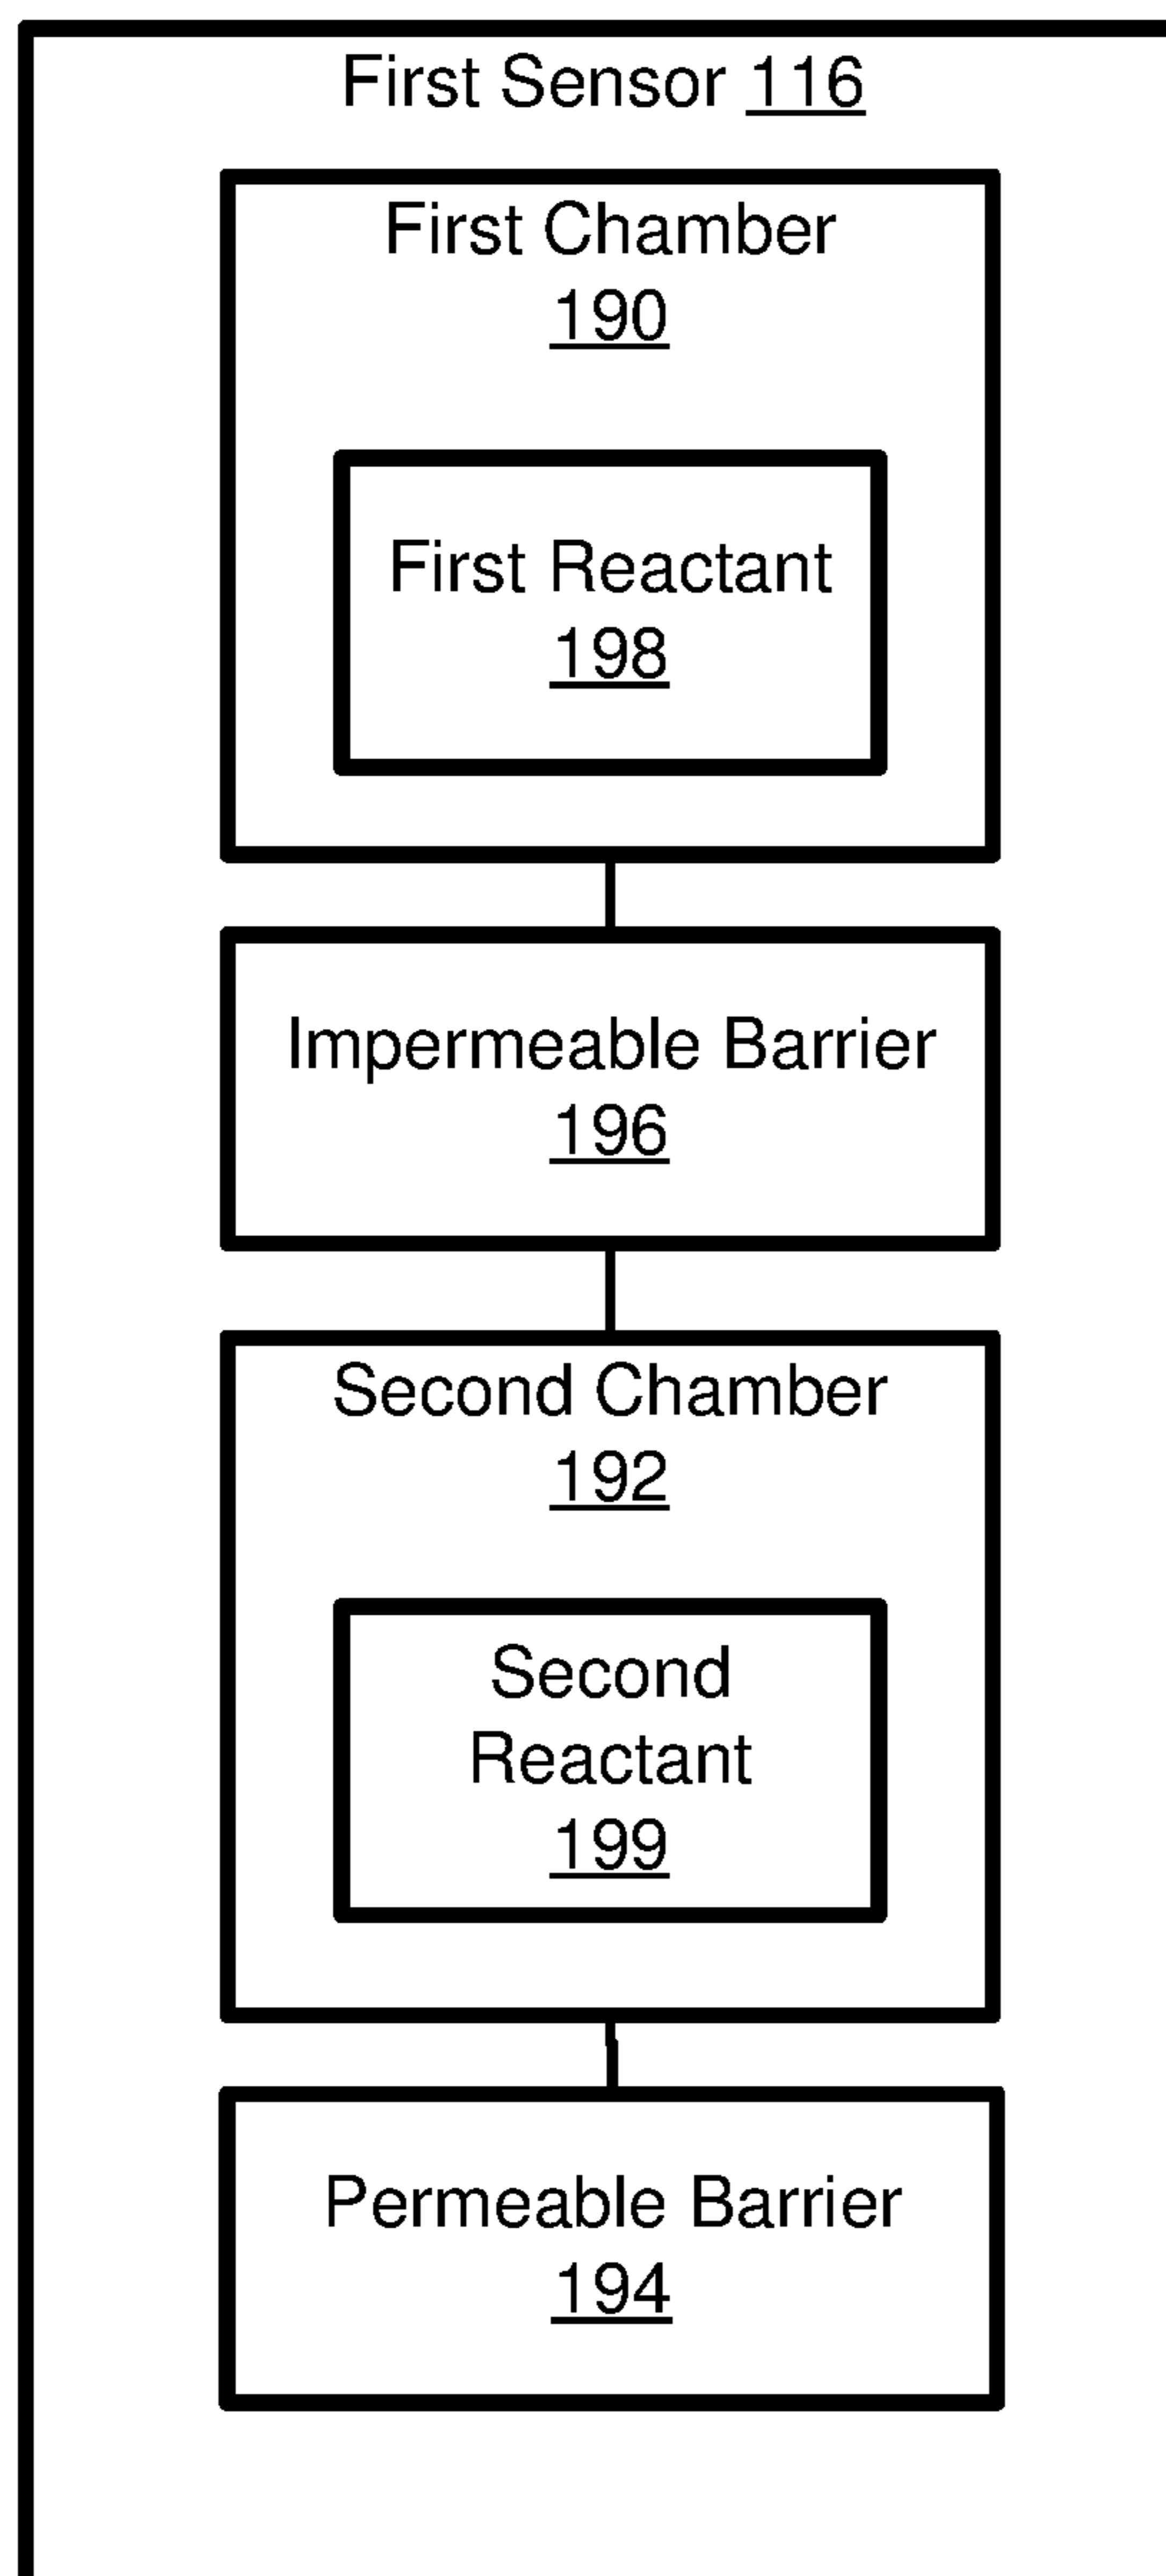 First Sensor 116
First Chamber
190
First Reactant
198
Impermeable Barrier
196
Second Chamber
192
Second
Reactant
199
Permeable Barrier
194